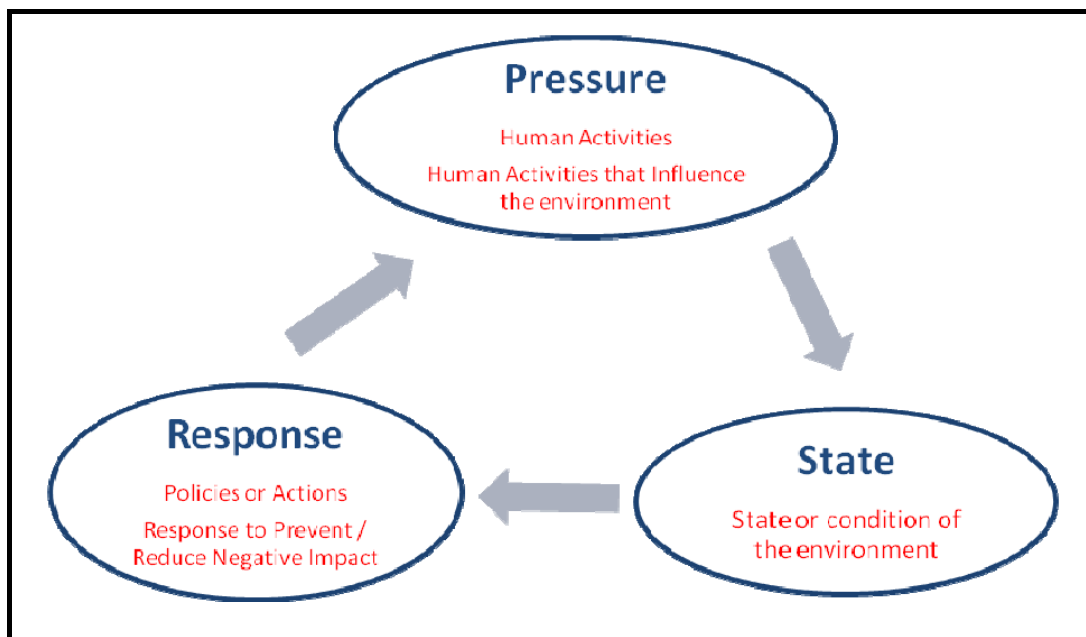 Pressure
Human Activities
Human Activities that Influence
the environment
Response
Policies or Actions
Response to Prevent /
Reduce Negative Impact
State
State or condition of
the environment